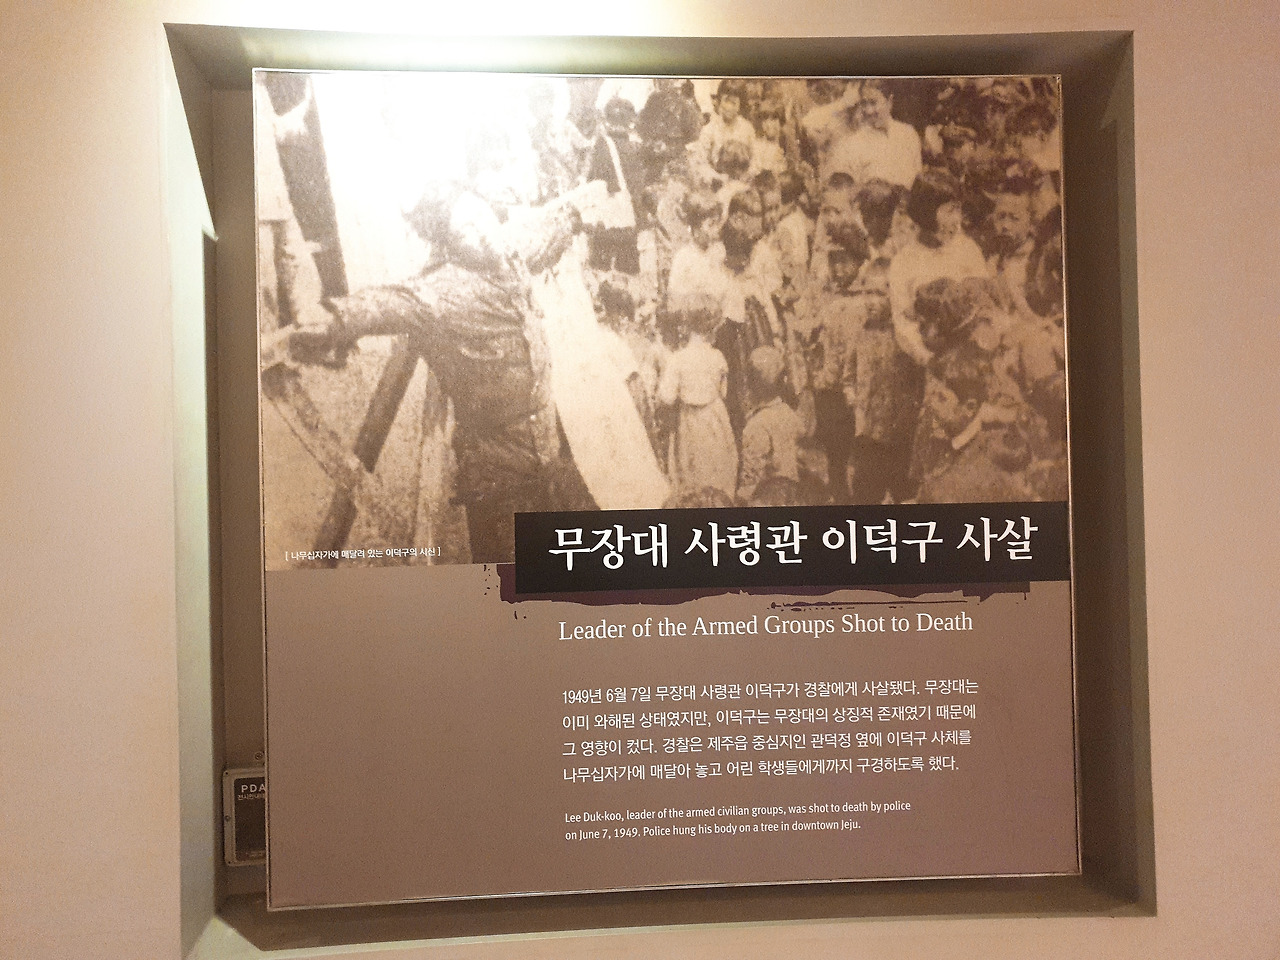 [ 나무십자가에 매달려 있는 이덕구의 시신 ]
무장대 사령관 이덕구 사살
Leader of the Armed Groups Shot to Death
1949년 6월 7일 무장대 사령관 이덕구가 경찰에게 사살됐다. 무장대는
이미 와해된 상태였지만, 이덕구는 무장대의 상징적 존재였기 때문에
그 영향이 컸다. 경찰은 제주읍 중심지인 관덕정 옆에 이덕구 사체를
나무십자가에 매달아 놓고 어린 학생들에게까지 구경하도록 했다.
Lee Duk-koo, leader of the armed civilian groups, was shot to death by police
on June 7, 1949. Police hung his body on a tree in downtown Jeju.
PDA